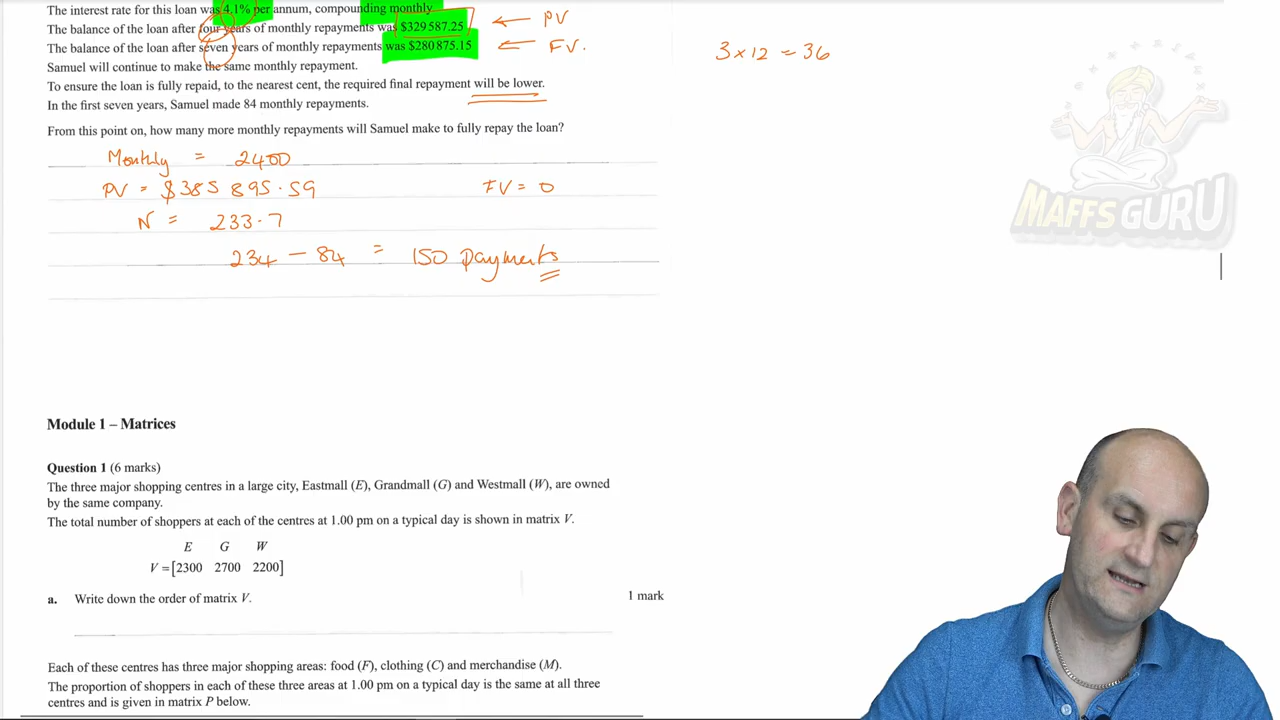 The interest rate for this loan was 4.1% per annum, compounding monthly
The balance of the loan after four years of monthly repayments was $329 587.25 ← PV
The balance of the loan after seven years of monthly repayments was $280 875.15 ← FV.
3×12 = 36
Samuel will continue to make the same monthly repayment.
To ensure the loan is fully repaid, to the nearest cent, the required final repayment will be lower.
In the first seven years, Samuel made 84 monthly repayments.
From this point on, how many more monthly repayments will Samuel make to fully repay the loan?
Monthly = 2400
PV = $385 895.59 FV = 0
N = 233.7
234 – 84 = 150 payments
MAFFSGURU
Module 1 – Matrices
Question 1 (6 marks)
The three major shopping centres in a large city, Eastmall (E), Grandmall (G) and Westmall (W), are owned
by the same company.
The total number of shoppers at each of the centres at 1.00 pm on a typical day is shown in matrix V.
E G W
V = [2300 2700 2200]
a. Write down the order of matrix V. 1 mark
Each of these centres has three major shopping areas: food (F), clothing (C) and merchandise (M).
The proportion of shoppers in each of these three areas at 1.00 pm on a typical day is the same at all three
centres and is given in matrix P below.